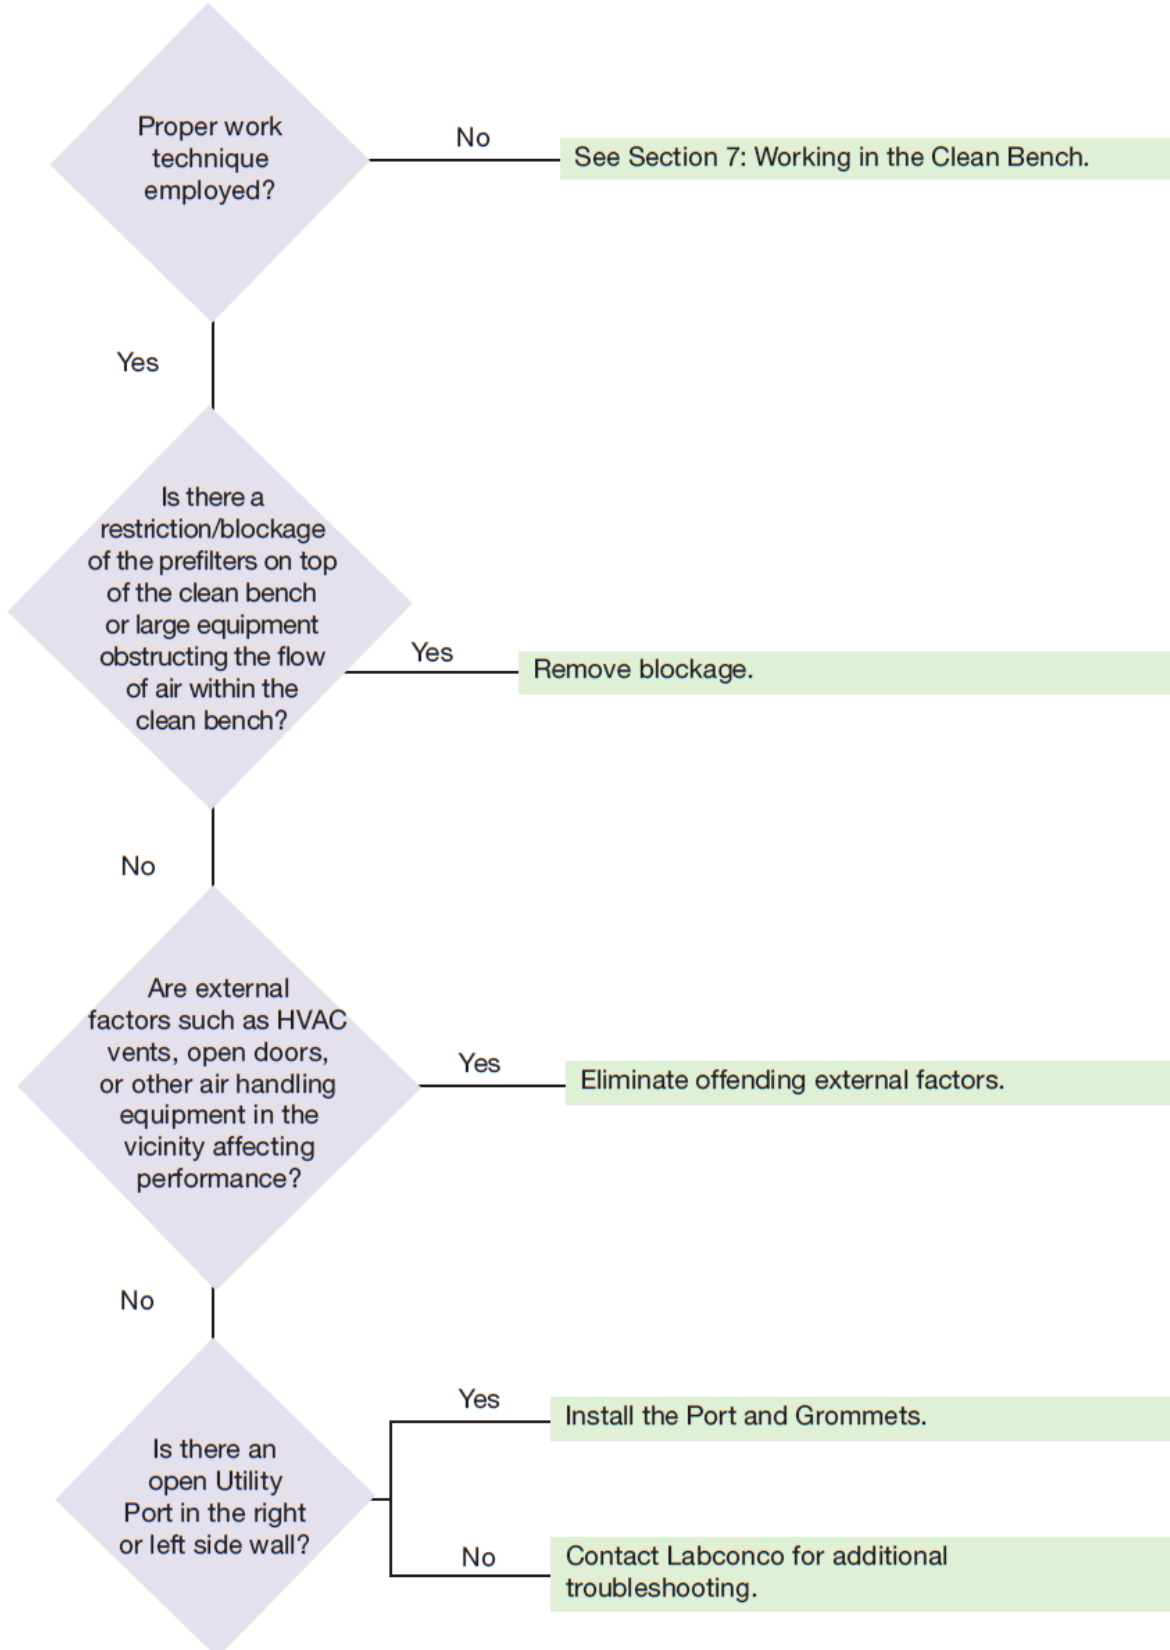 Proper work
technique
employed?
No
See Section 7: Working in the Clean Bench.
Yes
Is there a
restriction/blockage
of the prefilters on top
of the clean bench
or large equipment
obstructing the flow
of air within the
clean bench?
Yes
Remove blockage.
No
Are external
factors such as HVAC
vents, open doors,
or other air handling
equipment in the
vicinity affecting
performance?
Yes
Eliminate offending external factors.
No
Is there an
open Utility
Port in the right
or left side wall?
Yes
Install the Port and Grommets.
No
Contact Labconco for additional
troubleshooting.